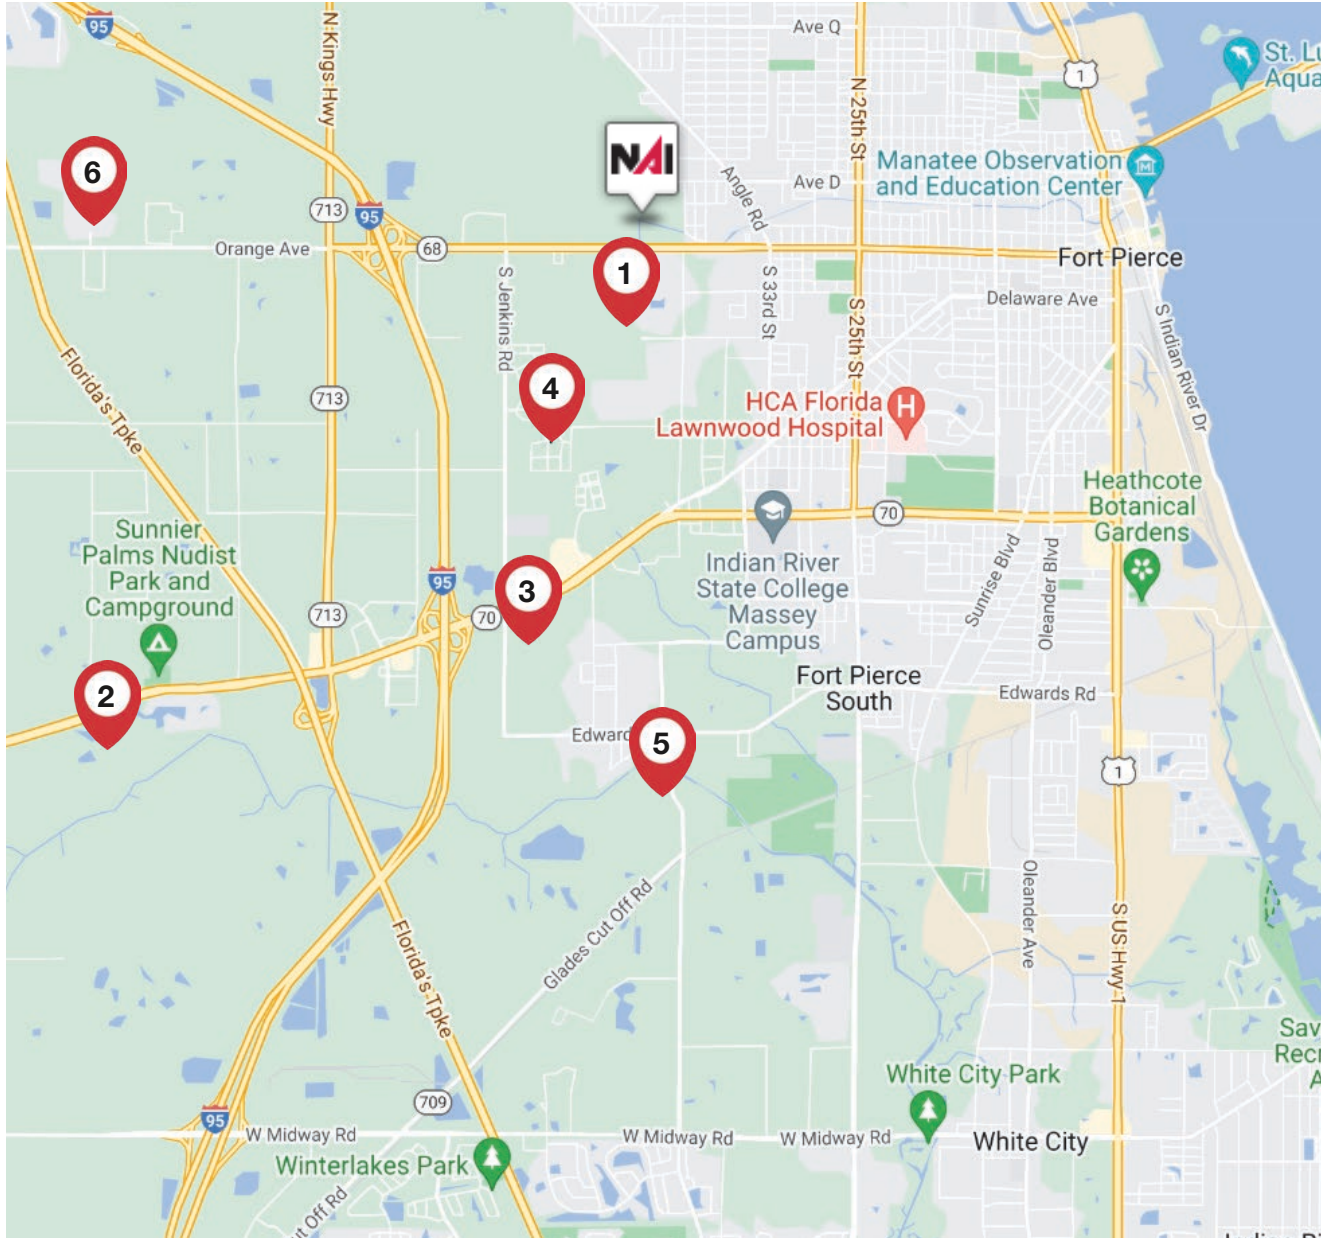 95
N Kings Hwy
Ave Q
1
St. Lu
Aqua
N 25th St
6
NAI
Manatee Observation
and Education Center
Angle Rd
Ave D
713
95
Orange Ave
68
Fort Pierce
1
S Jenkins Rd
S 33rd St
S 25th St
Delaware Ave
S Indian River Dr
Florida's Tpke
713
4
HCA Florida
Lawnwood Hospital
H
Heathcote
Botanical
Gardens
70
Sunnier
Palms Nudist
Park and
Campground
Indian River
State College
Massey
Campus
Sunrise Blvd
Oleander Blvd
95
3
713
70
Fort Pierce
South
2
Edwards Rd
Edward
5
1
Glades Cut Off Rd
Oleander Ave
S US Hwy 1
Florida's Tpke
Sav
Recr
A
White City Park
709
95
W Midway Rd
W Midway Rd
W Midway Rd
White City
Winterlakes Park
ut Off Rd